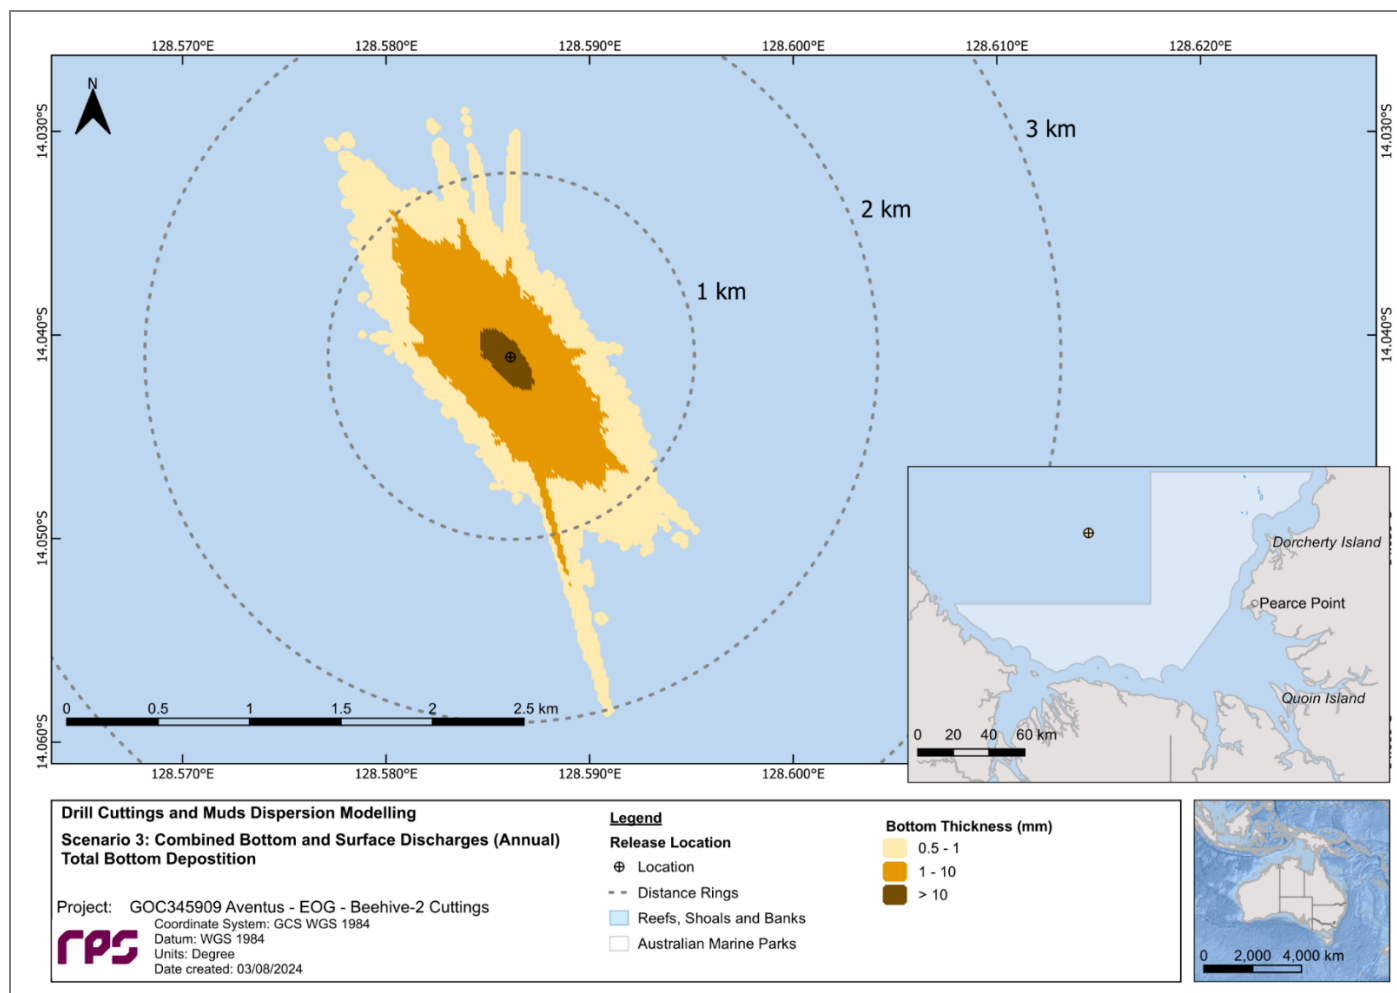 128.570°E 128.580°E 128.590°E 128.600°E 128.610°E 128.620°E
N
14.030°S
14.030°S
3 km
2 km
1 km
14.040°S
14.040°S
14.050°S
Dorcherty Island
Pearce Point
Quoin Island
0 20 40 60 km
0 0.5 1 1.5 2 2.5 km
14.060°S
128.570°E 128.580°E 128.590°E 128.600°E
Drill Cuttings and Muds Dispersion Modelling
Scenario 3: Combined Bottom and Surface Discharges (Annual)
Total Bottom Depostition
Project: GOC345909 Aventus - EOG - Beehive-2 Cuttings
rps
Coordinate System: GCS WGS 1984
Datum: WGS 1984
Units: Degree
Date created: 03/08/2024
Legend
Release Location
Location
Distance Rings
Reefs, Shoals and Banks
Australian Marine Parks
Bottom Thickness (mm)
0.5 - 1
1 - 10
> 10
0 2,000 4,000 km